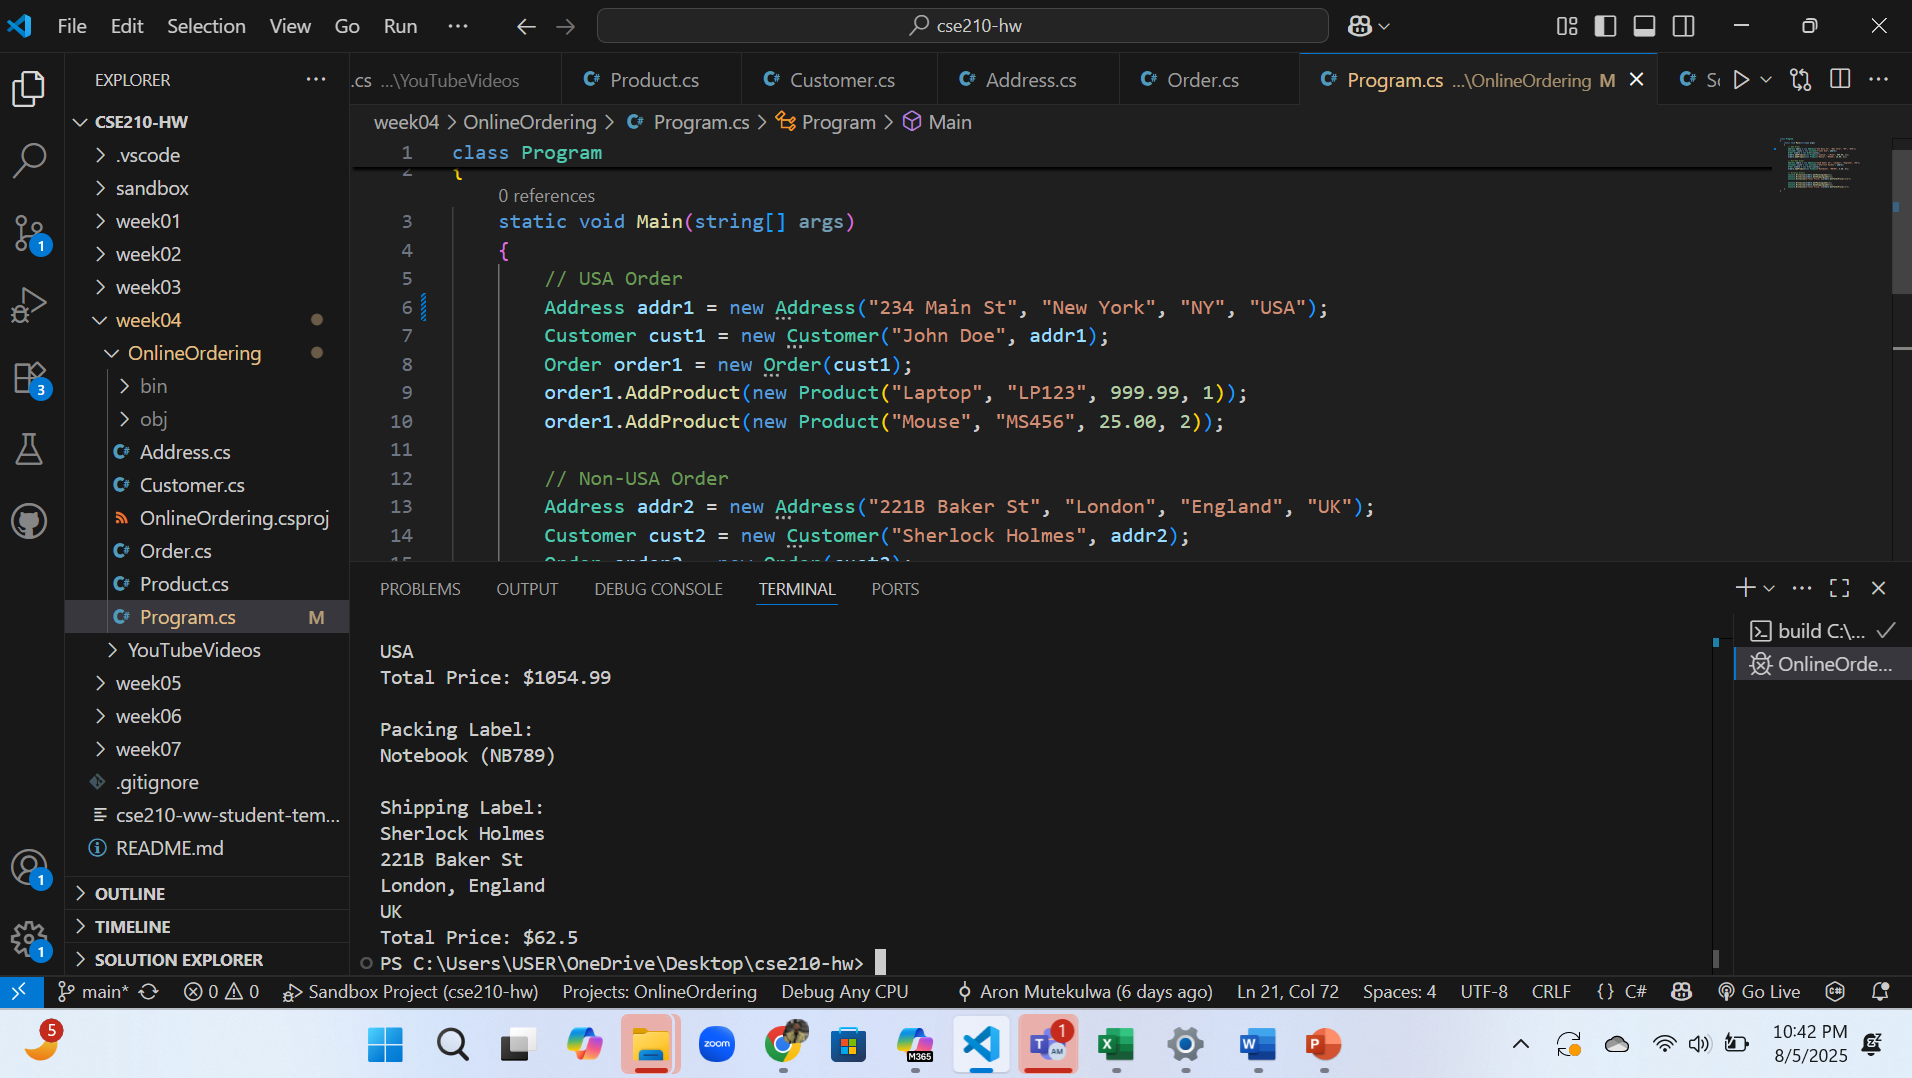 File Edit Selection View Go Run ··· cse210-hw
EXPLORER ···
.cs ...\YouTubeVideos Product.cs Customer.cs Address.cs Order.cs Program.cs ...\OnlineOrdering M
CSE210-HW
.vscode
sandbox
week01
week02
week03
week04
OnlineOrdering
bin
obj
Address.cs
Customer.cs
OnlineOrdering.csproj
Order.cs
Product.cs
Program.cs M
YouTubeVideos
week05
week06
week07
.gitignore
cse210-ww-student-tem...
README.md
OUTLINE
TIMELINE
SOLUTION EXPLORER
1
3
1
1
week04 > OnlineOrdering > Program.cs > Program > Main
1 class Program
2 {
0 references
3 static void Main(string[] args)
4 {
5 // USA Order
6 Address addr1 = new Address("234 Main St", "New York", "NY", "USA");
7 Customer cust1 = new Customer("John Doe", addr1);
8 Order order1 = new Order(cust1);
9 order1.AddProduct(new Product("Laptop", "LP123", 999.99, 1));
10 order1.AddProduct(new Product("Mouse", "MS456", 25.00, 2));
11
12 // Non-USA Order
13 Address addr2 = new Address("221B Baker St", "London", "England", "UK");
14 Customer cust2 = new Customer("Sherlock Holmes", addr2);
PROBLEMS OUTPUT DEBUG CONSOLE TERMINAL PORTS
USA
Total Price: $1054.99
Packing Label:
Notebook (NB789)
Shipping Label:
Sherlock Holmes
221B Baker St
London, England
UK
Total Price: $62.5
PS C:\Users\USER\OneDrive\Desktop\cse210-hw>
build C:\...
OnlineOrde...
main* 0 0 Sandbox Project (cse210-hw) Projects: OnlineOrdering Debug Any CPU Aron Mutekulwa (6 days ago) Ln 21, Col 72 Spaces: 4 UTF-8 CRLF {} C# Go Live
5
zoom
M365
1
10:42 PM
8/5/2025